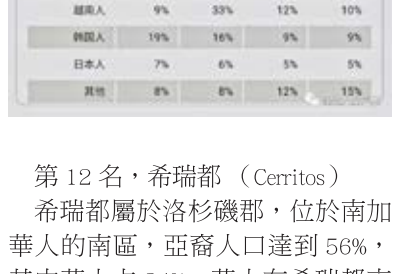 越南人 9% 33% 12% 10%
韩国人 19% 16% 9% 9%
日本人 7% 6% 5% 5%
其他 8% 8% 12% 15%
第 12 名，希瑞都 （Cerritos）
希瑞都屬於洛杉磯郡，位於南加
華人的南區，亞裔人口達到 56%，